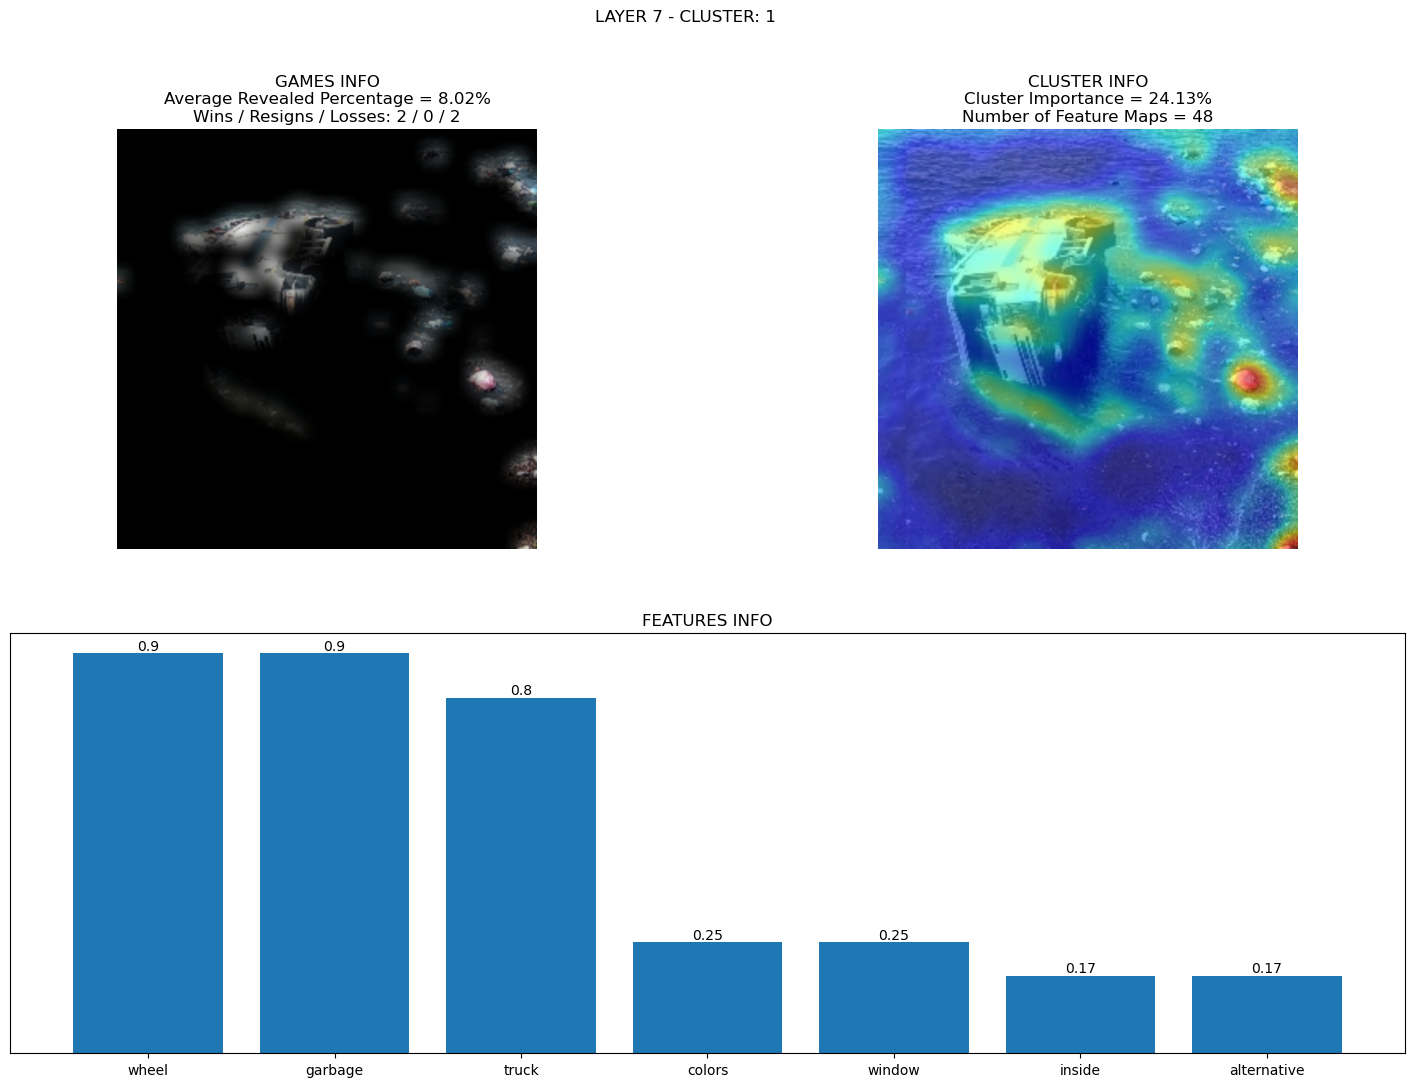 LAYER 7 - CLUSTER: 1
GAMES INFO
Average Revealed Percentage = 8.02%
Wins / Resigns / Losses: 2 / 0 / 2
CLUSTER INFO
Cluster Importance = 24.13%
Number of Feature Maps = 48
FEATURES INFO
0.9 0.9 0.8 0.25 0.25 0.17 0.17
wheel garbage truck colors window inside alternative